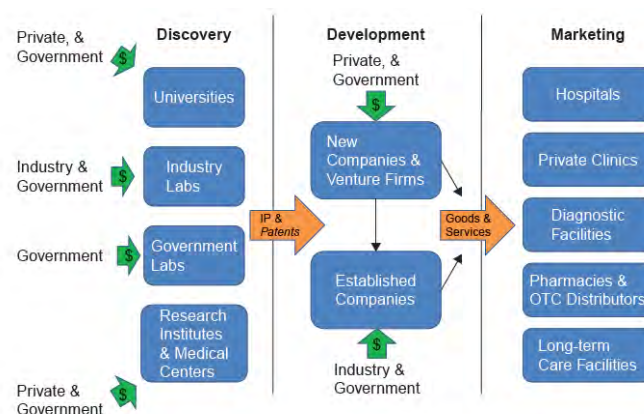 Private, &
Government
$
Discovery
Universities
Industry &
Government
$
Industry
Labs
Government
$
Government
Labs
Research
Institutes
& Medical
Centers
Private &
Government
$
IP &
Patents
Development
Private, &
Government
$
New
Companies &
Venture Firms
Established
Companies
$
Industry &
Government
Goods &
Services
Marketing
Hospitals
Private Clinics
Diagnostic
Facilities
Pharmacies &
OTC Distributors
Long-term
Care Facilities